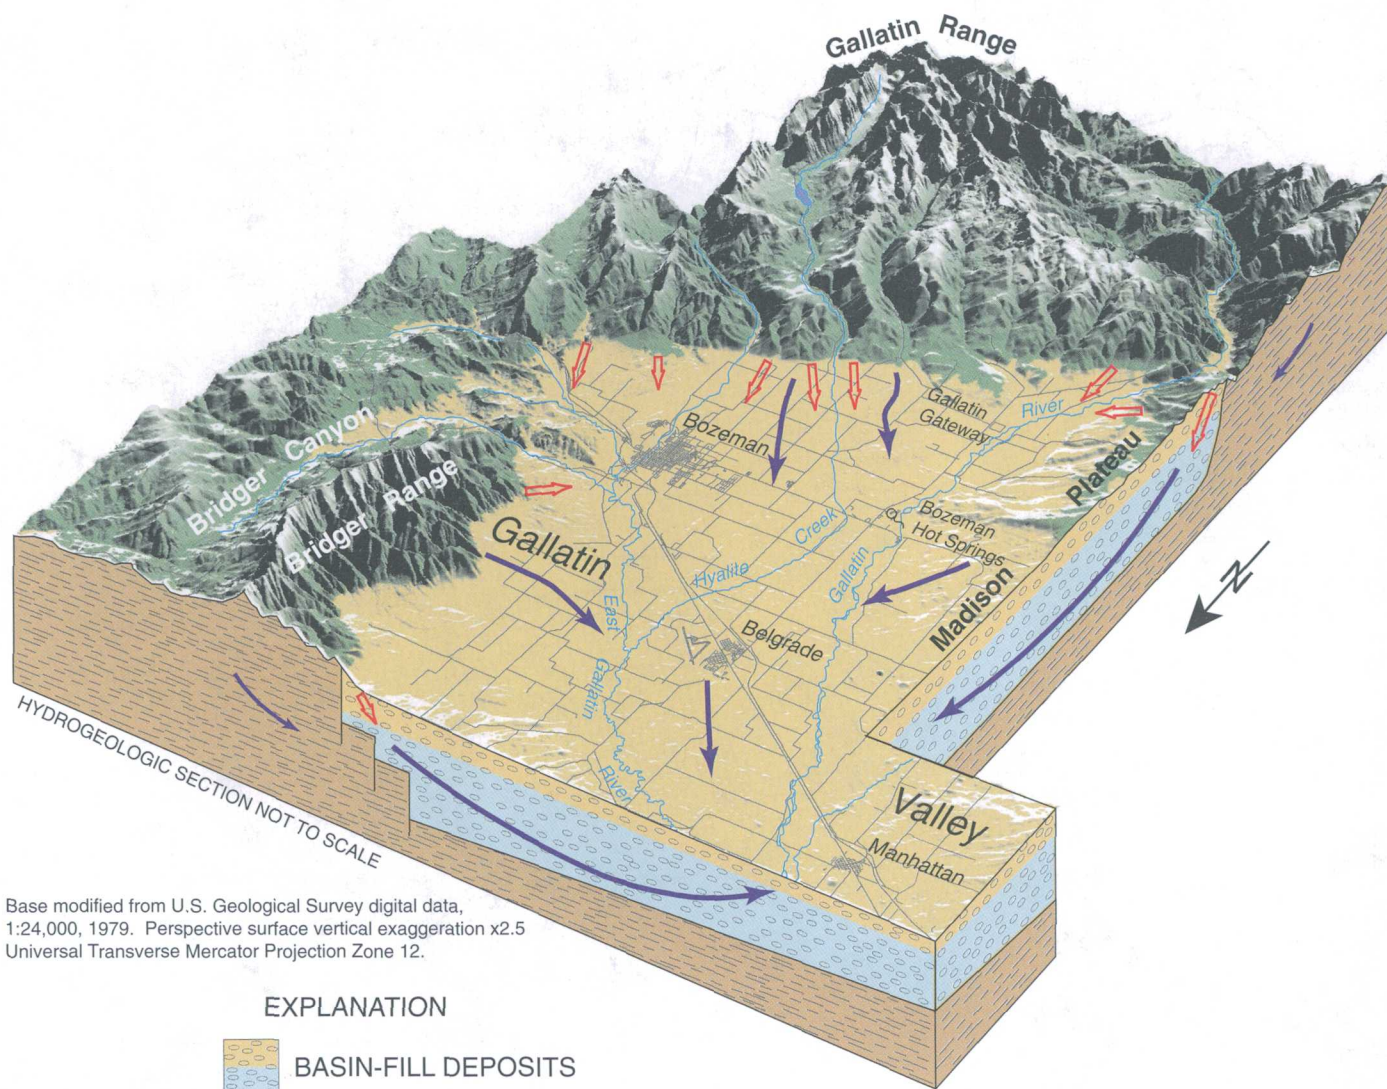 Gallatin Range
Bridger Canyon
Bridger Range
Gallatin
Gateway
River
Bozeman
Plateau
Bozeman
Hot Springs
Creek
Gallatin
Hyalite
Gallatin
Madison
East
Belgrade
Gallatin
River
Valley
Manhattan
N
HYDROGEOLOGIC SECTION NOT TO SCALE
Base modified from U.S. Geological Survey digital data,
1:24,000, 1979. Perspective surface vertical exaggeration x2.5
Universal Transverse Mercator Projection Zone 12.
EXPLANATION
BASIN-FILL DEPOSITS